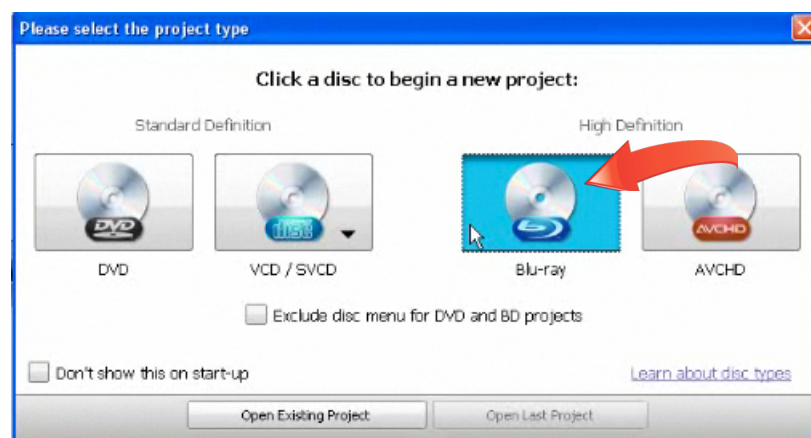 Please select the project type
Click a disc to begin a new project:
Standard Definition
High Definition
DVD
disc
AVCHD
DVD
VCD / SVCD
Blu-ray
AVCHD
Exclude disc menu for DVD and BD projects
Don't show this on start-up
Learn about disc types
Open Existing Project
Open Last Project